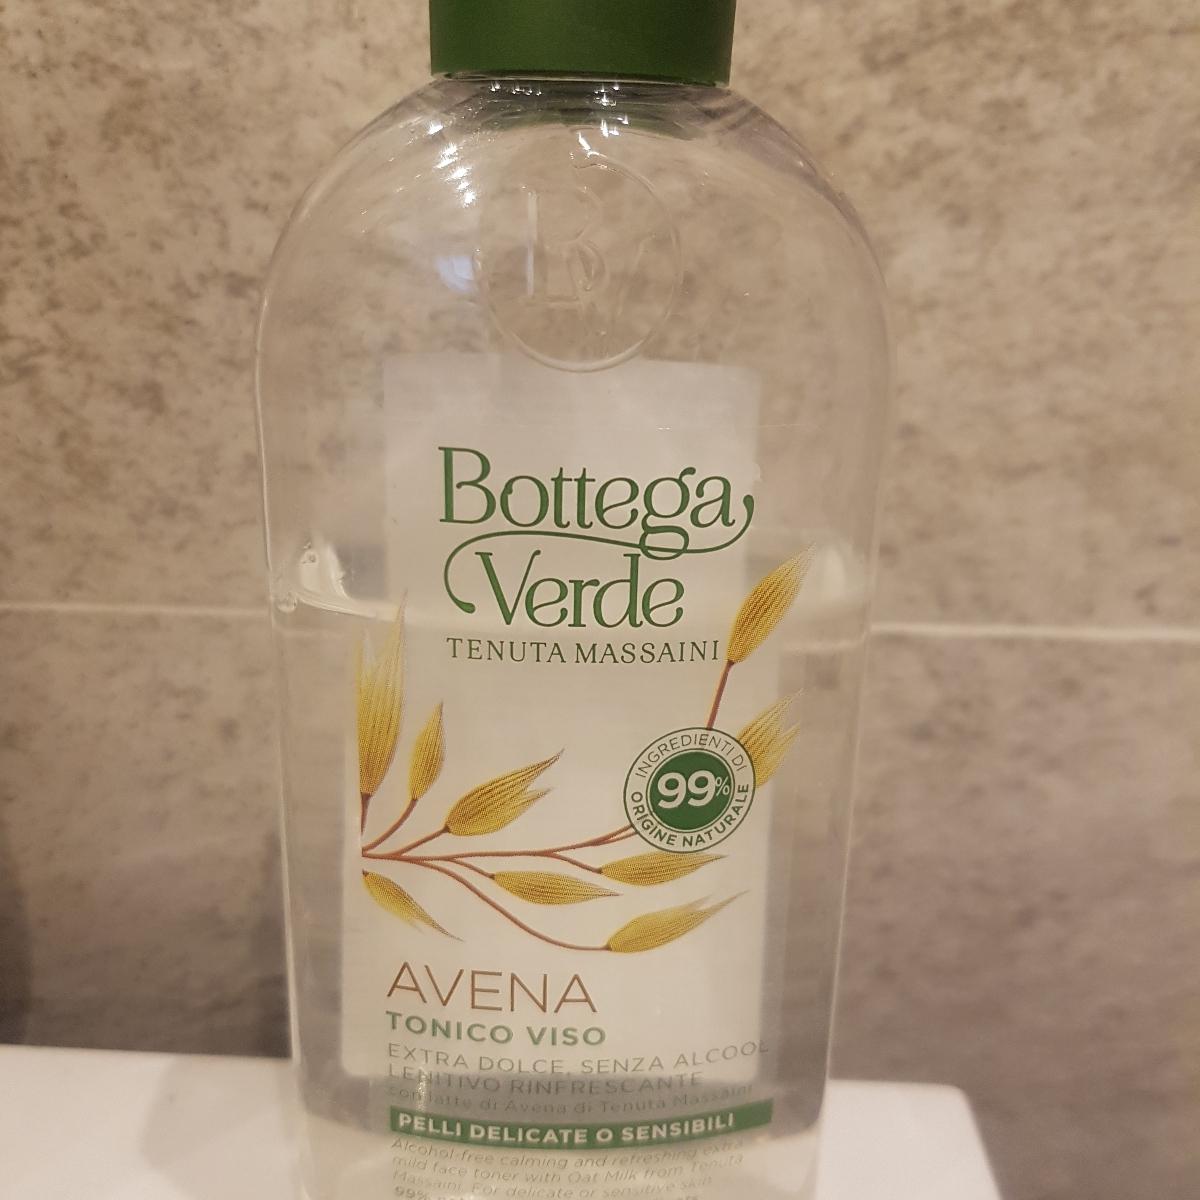 BV
Bottega
Verde
TENUTA MASSAINI
INGREDIENTI DI
99%
ORIGINE NATURALE
AVENA
TONICO VISO
EXTRA DOLCE, SENZA ALCOOL
LENITIVO RINFRESCANTE
con latte di Avena di Tenuta Massaini
PELLI DELICATE O SENSIBILI
Alcohol-free calming and refreshing extra
mild face toner with Oat Milk from Tenuta
Massaini. For delicate or sensitive skin
99%